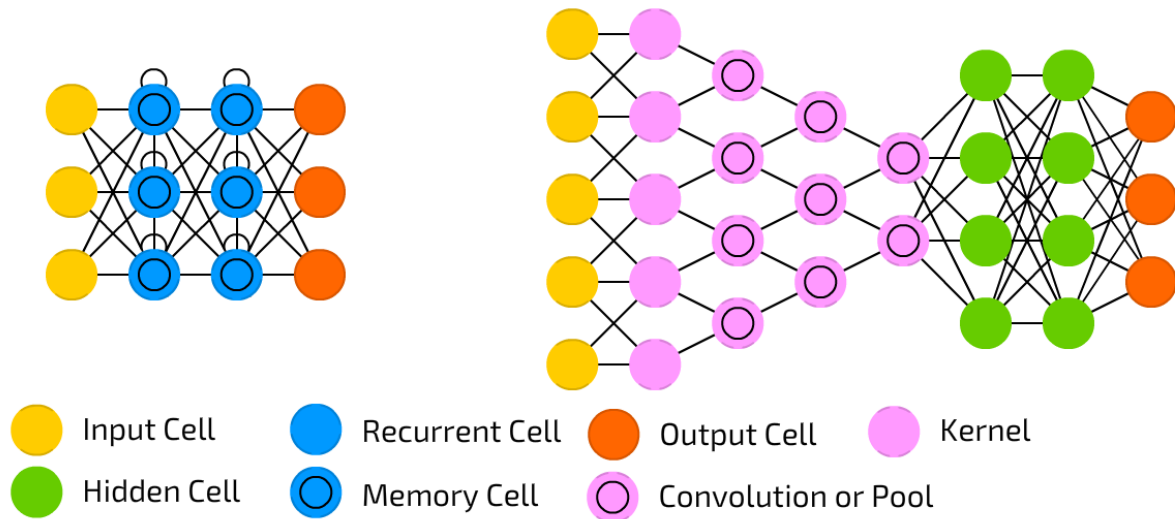 Input Cell
Recurrent Cell
Output Cell
Kernel
Hidden Cell
Memory Cell
Convolution or Pool